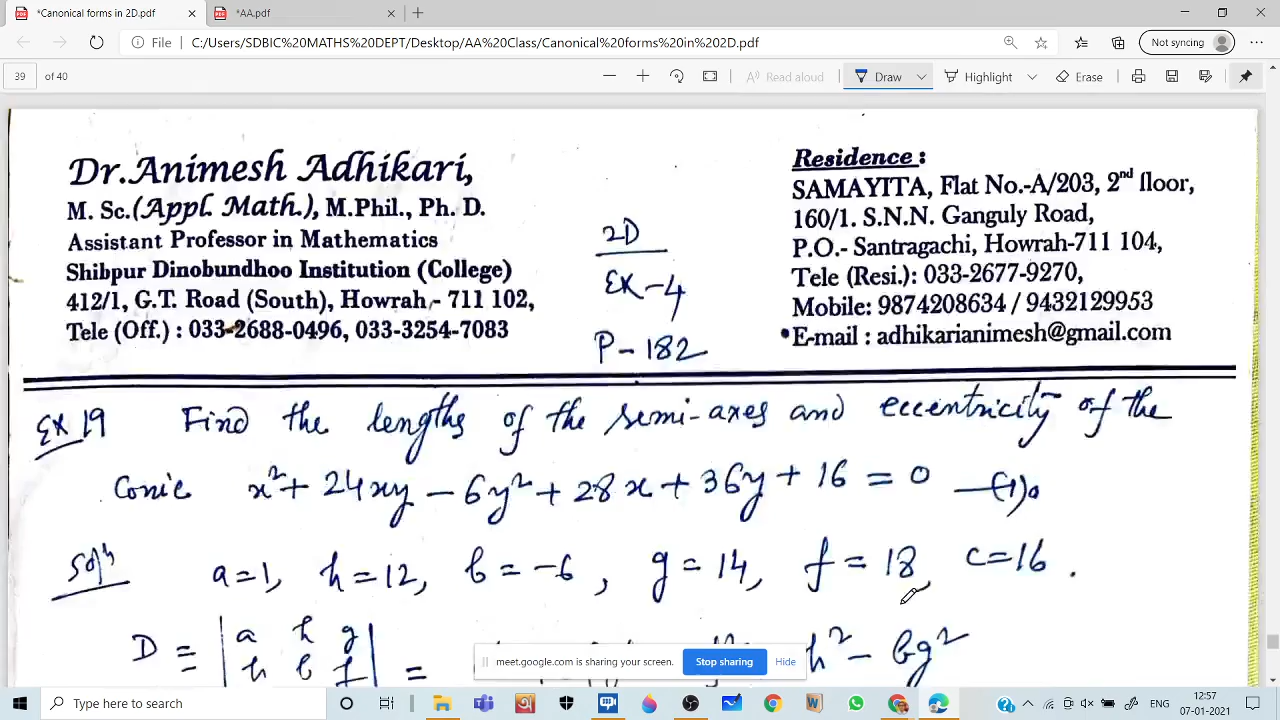 *Canonical forms in 2D.pdf
*AA.pdf
File C:/Users/SDBIC%20MATHS%20DEPT/Desktop/AA%20Class/Canonical%20forms%20in%202D.pdf
Not syncing
39 of 40
Read aloud
Draw
Highlight
Erase
Dr.Animesh Adhikari,
M. Sc.(Appl. Math.), M.Phil., Ph. D.
Assistant Professor in Mathematics
Shibpur Dinobundhoo Institution (College)
412/1, G.T. Road (South), Howrah - 711 102,
Tele (Off.) : 033-2688-0496, 033-3254-7083
2D
EX-4
P-182
Residence :
SAMAYITA, Flat No.-A/203, 2nd floor,
160/1. S.N.N. Ganguly Road,
P.O.- Santragachi, Howrah-711 104,
Tele (Resi.): 033-2677-9270,
Mobile: 9874208634 / 9432129953
E-mail : adhikarianimesh@gmail.com
EX 19 Find the lengths of the semi-axes and eccentricity of the
Conic x² + 24xy - 6y² + 28x + 36y + 16 = 0 —(1).
Soln a=1, h=12, b=-6, g=14, f=18, c=16.
D = | a h g |
h b f = h² - bg²
meet.google.com is sharing your screen. Stop sharing Hide
Type here to search
ENG
12:57
07-01-2021